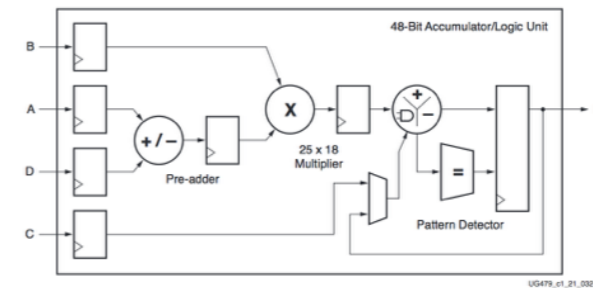 48-Bit Accumulator/Logic Unit
B
A
X
+
–
+/–
D
25 x 18
Multiplier
Pre-adder
=
Pattern Detector
C
UG479_c1_21_032